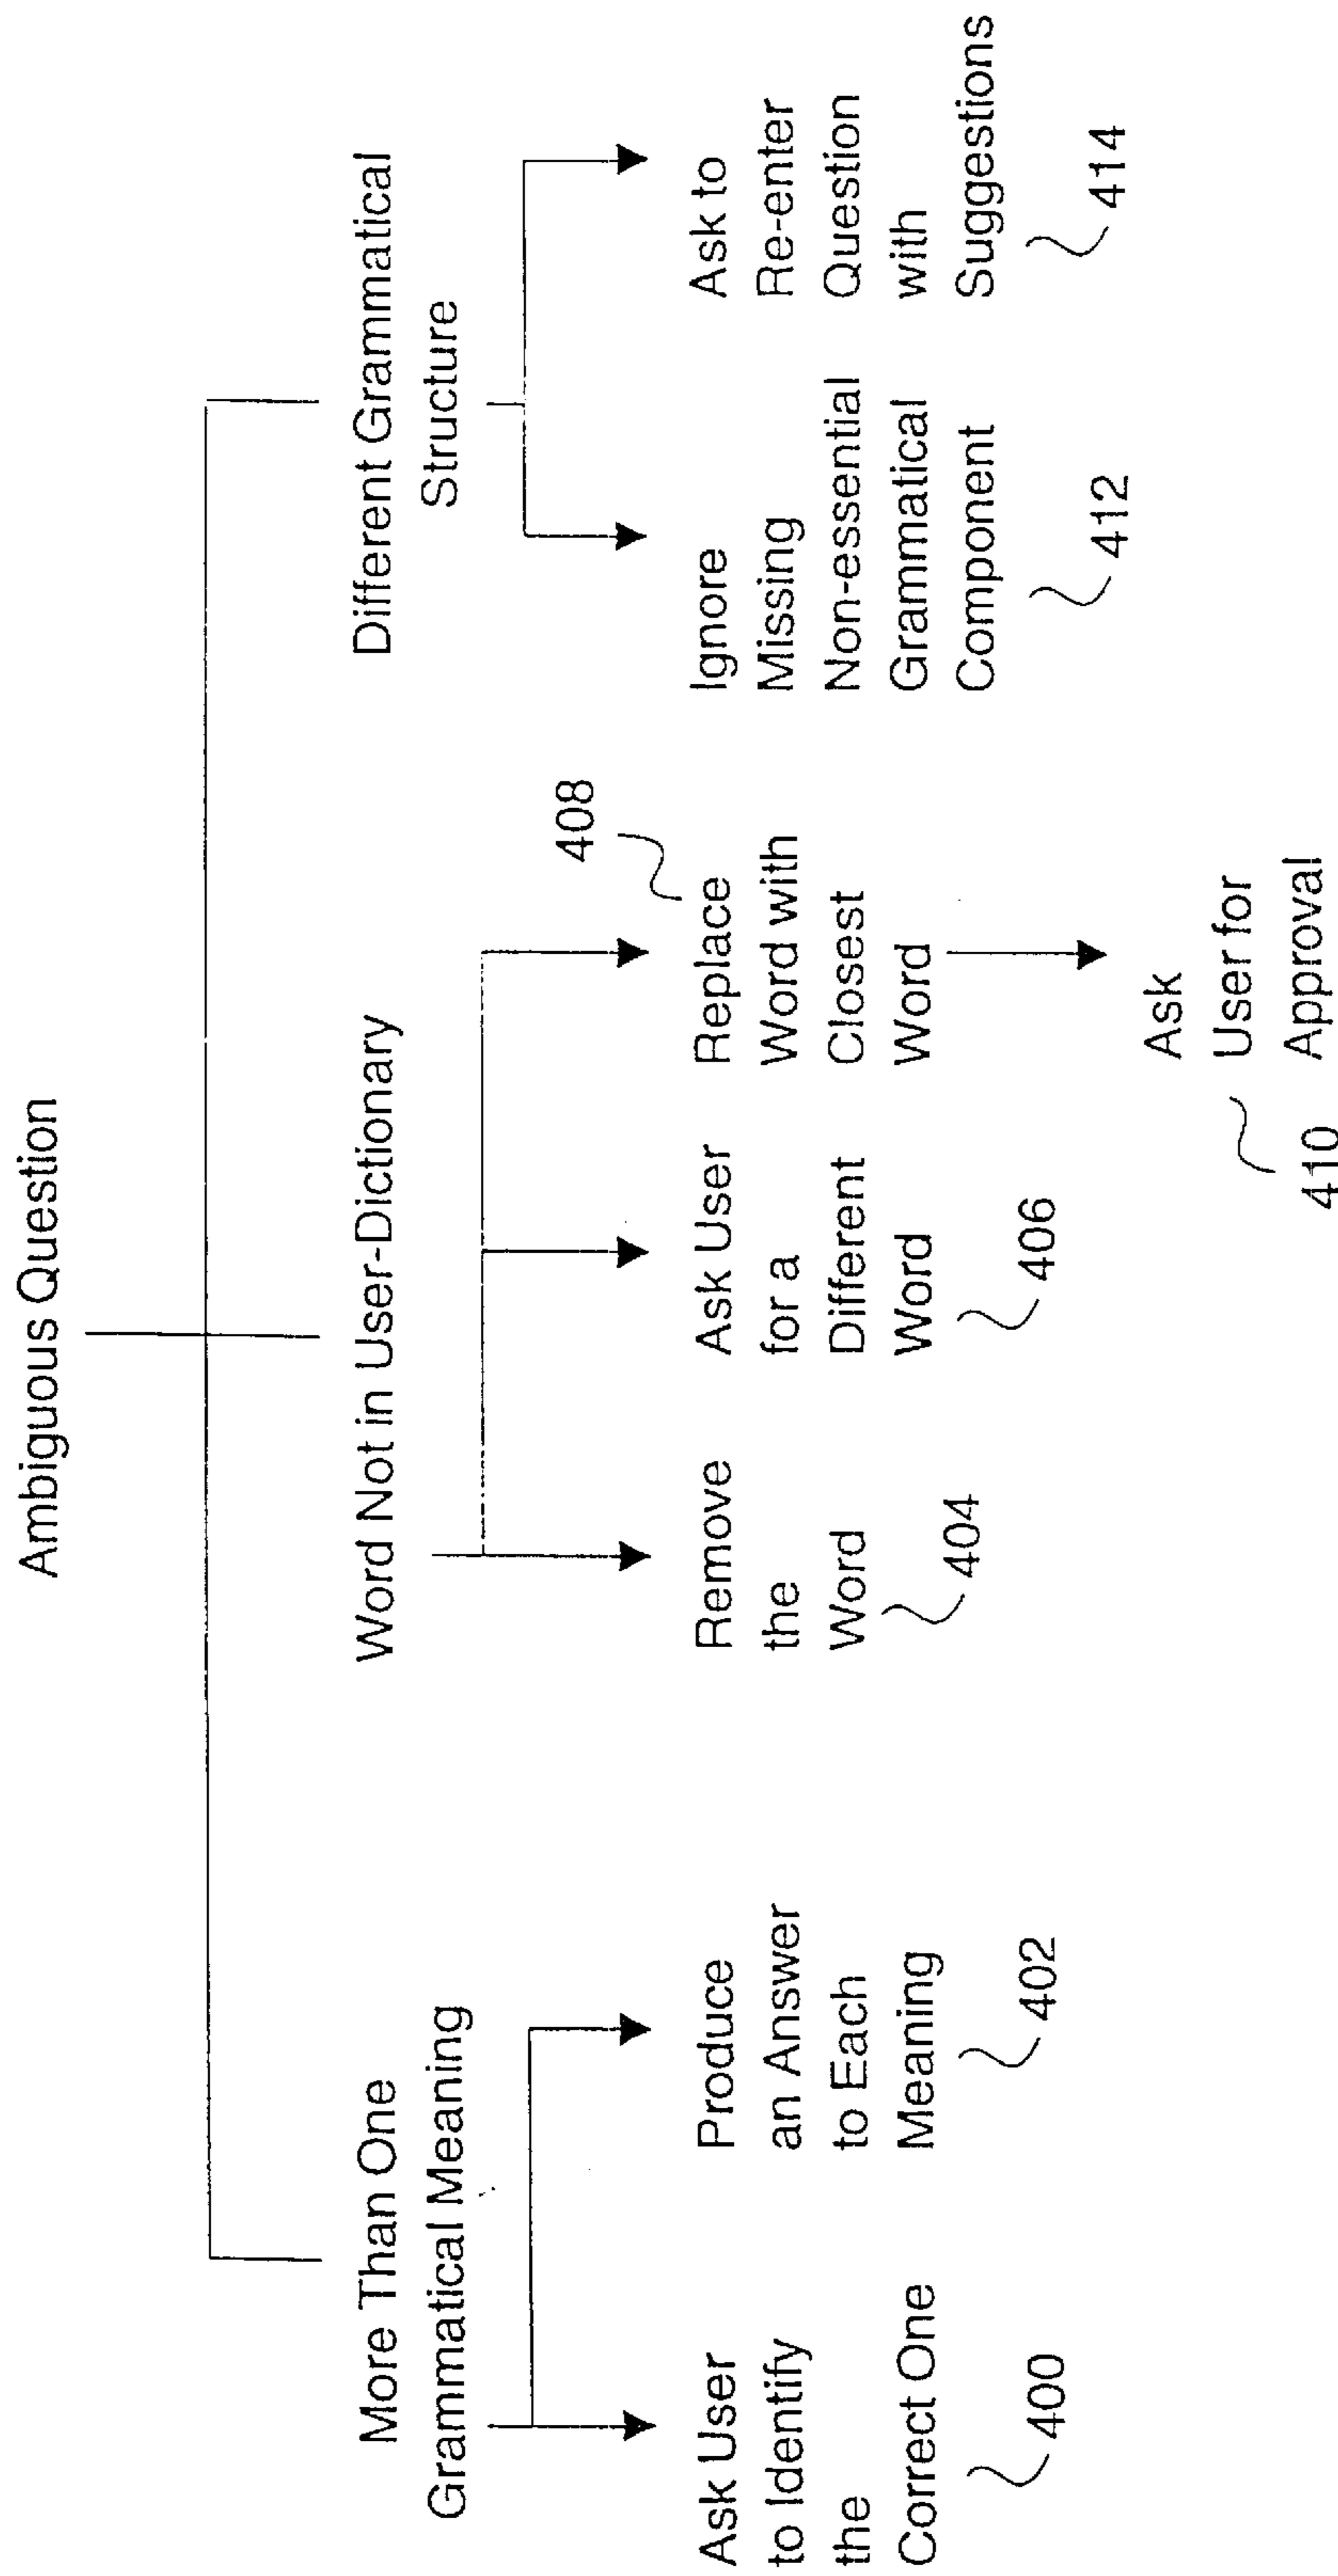 Ambiguous Question
More Than One
Grammatical Meaning
Ask User
to Identify
the
Correct One
400
Produce
an Answer
to Each
Meaning
402
Word Not in User-Dictionary
Remove
the
Word
404
Ask User
for a
Different
Word
406
408
Replace
Word with
Closest
Word
Ask
User for
Approval
410
Different Grammatical
Structure
Ignore
Missing
Non-essential
Grammatical
Component
412
Ask to
Re-enter
Question
with
Suggestions
414